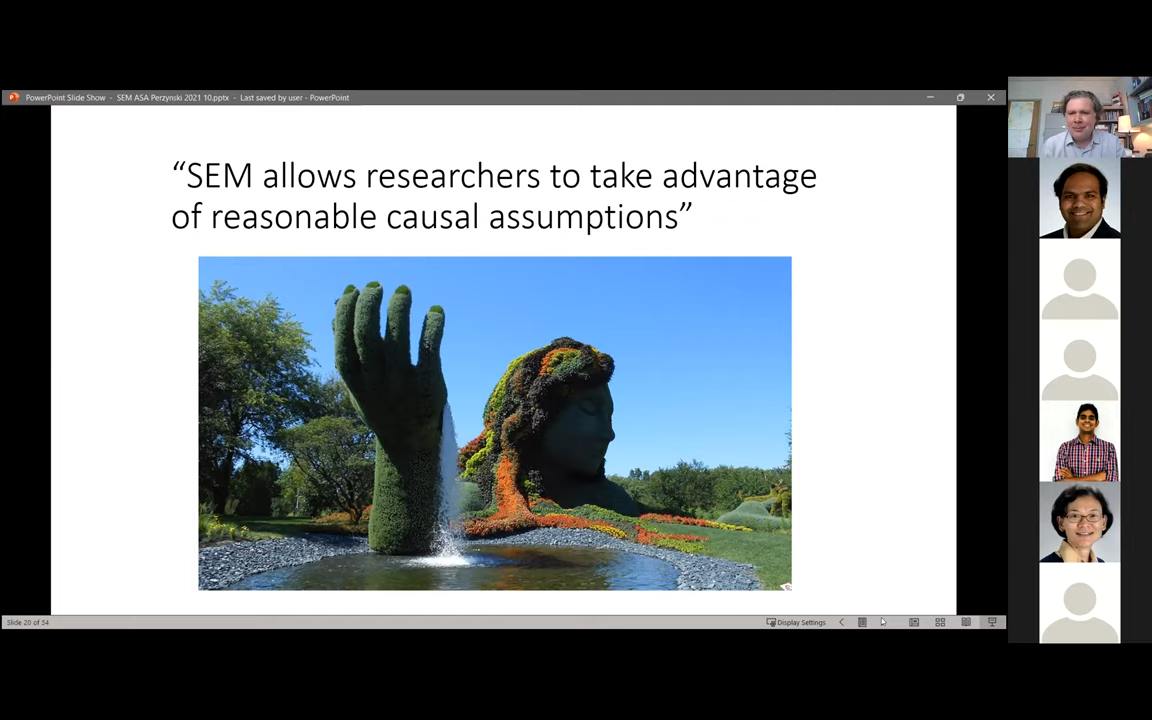 PowerPoint Slide Show - SEM ASA Perzynski 2021 10.pptx - Last saved by user - PowerPoint
“SEM allows researchers to take advantage
of reasonable causal assumptions”
Slide 20 of 54
Display Settings